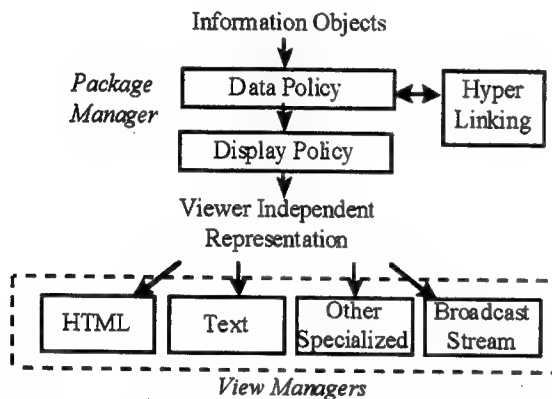 Information Objects
Package
Manager
Data Policy
Hyper
Linking
Display Policy
Viewer Independent
Representation
HTML
Text
Other
Specialized
Broadcast
Stream
View Managers